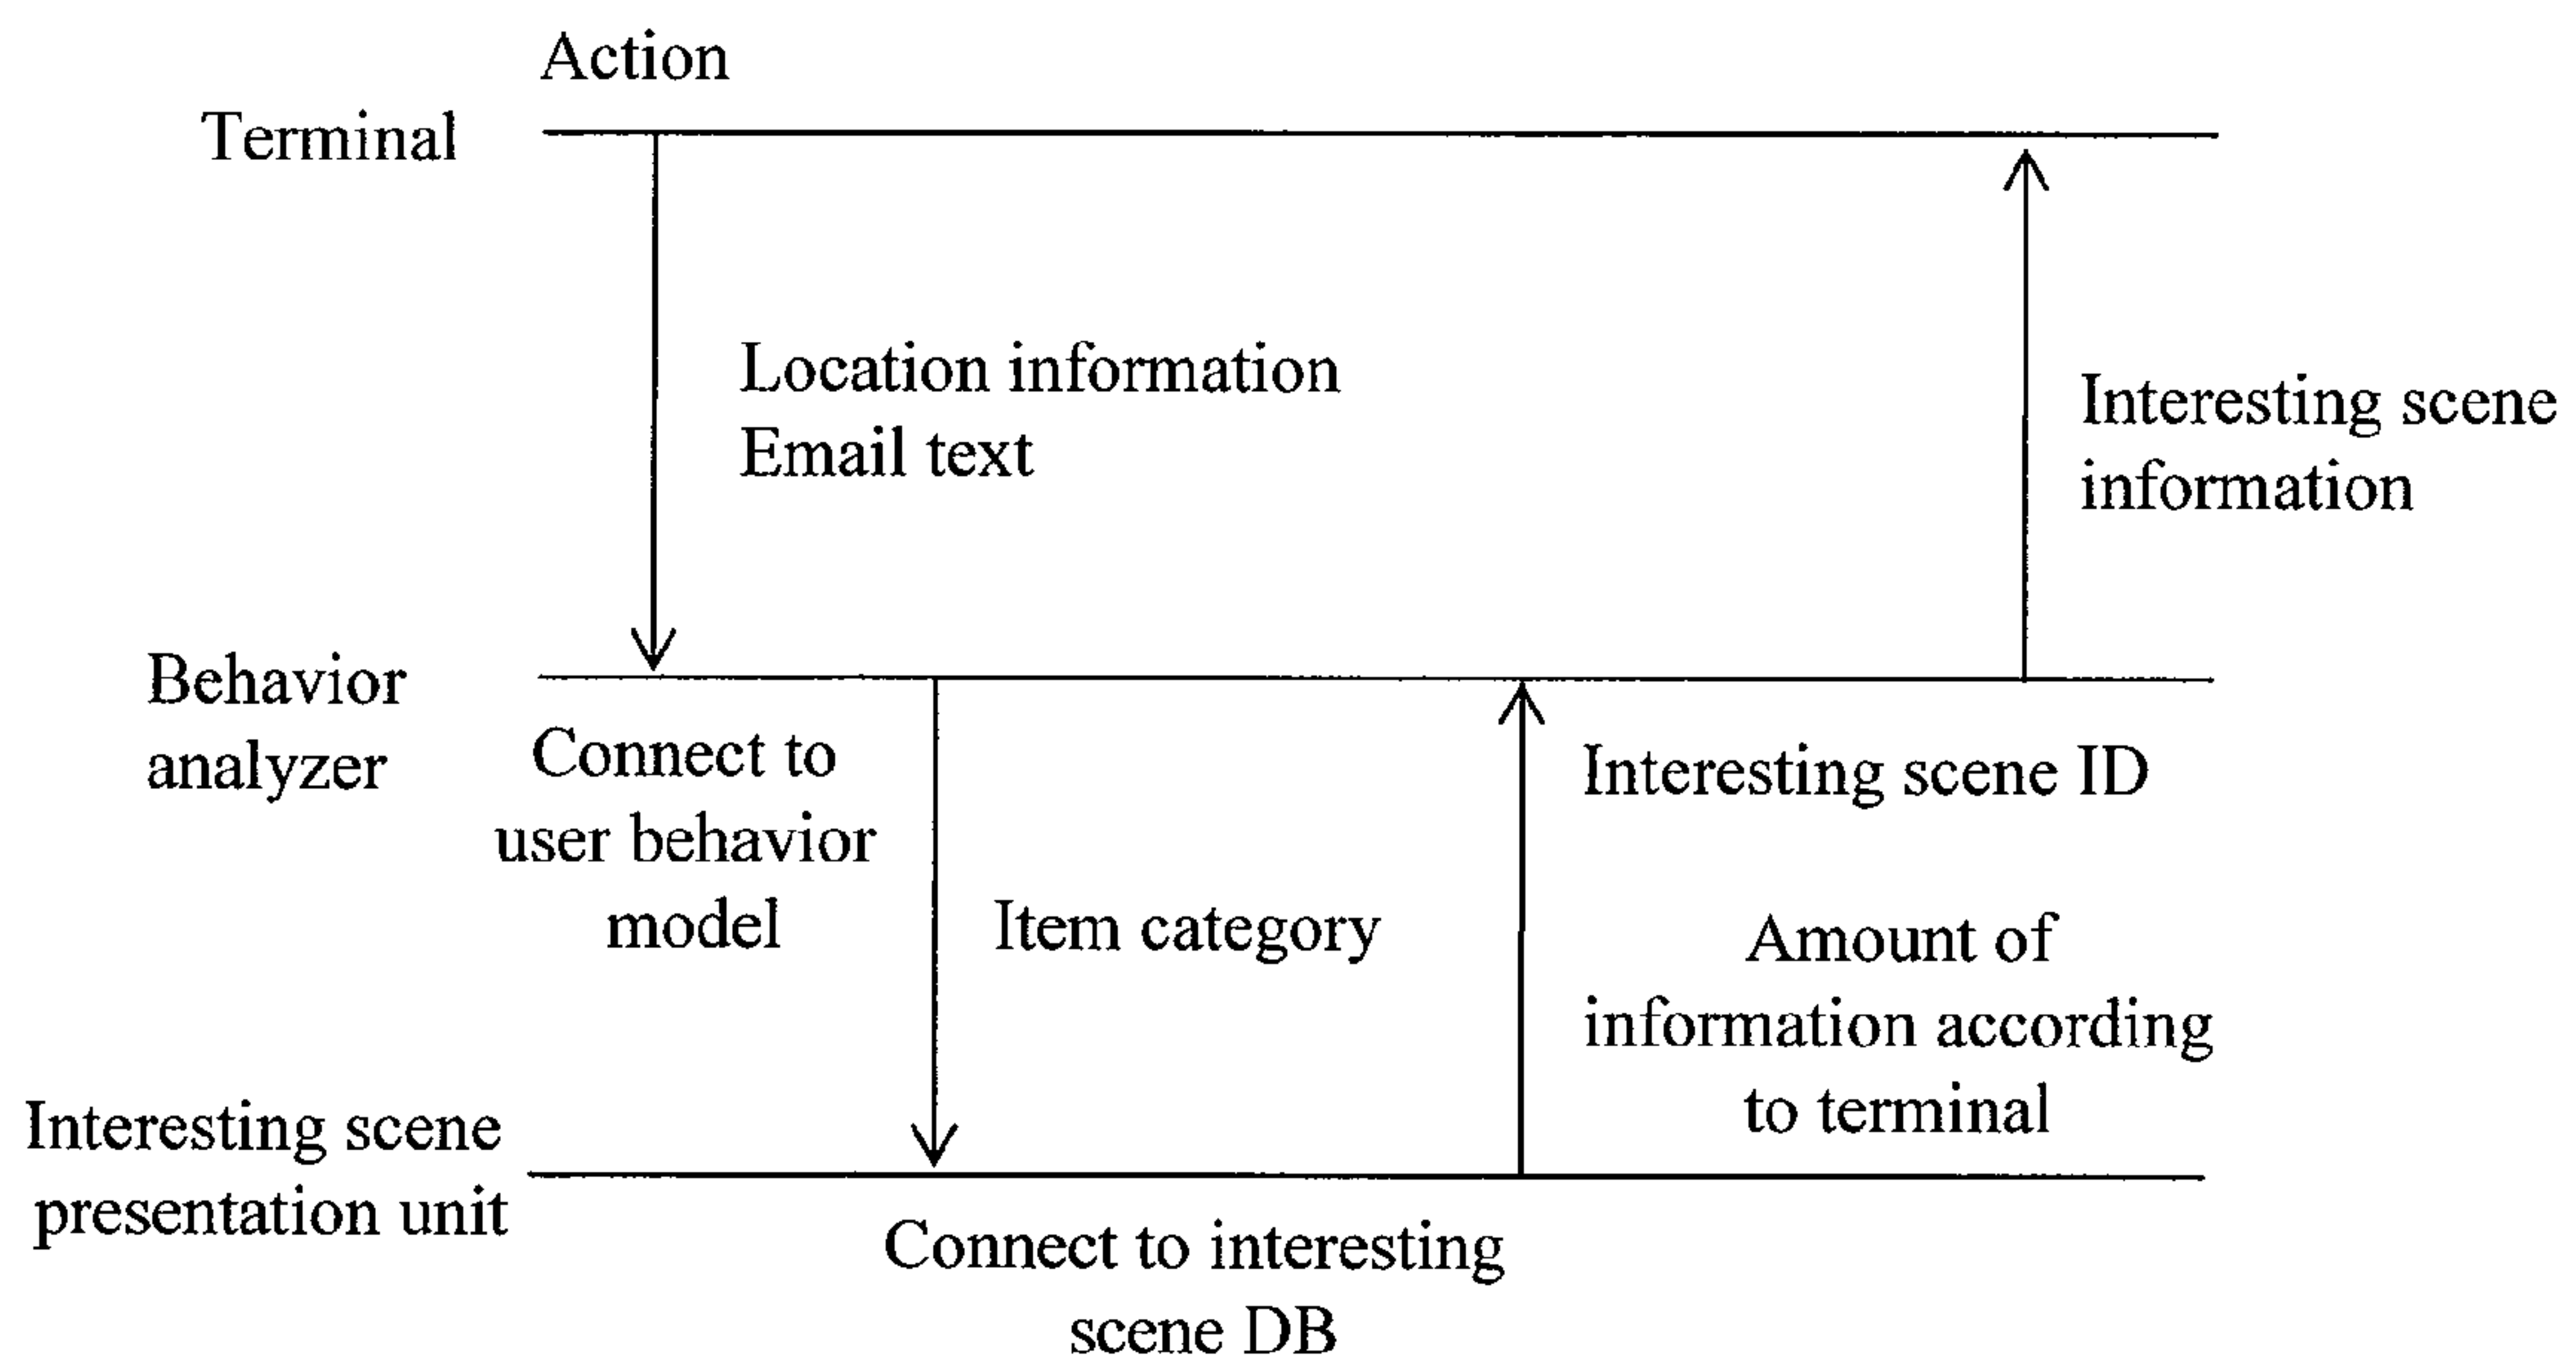 Action
Terminal
Location information
Email text
Interesting scene
information
Behavior
analyzer
Connect to
user behavior
model
Item category
Interesting scene ID
Amount of
information according
to terminal
Interesting scene
presentation unit
Connect to interesting
scene DB